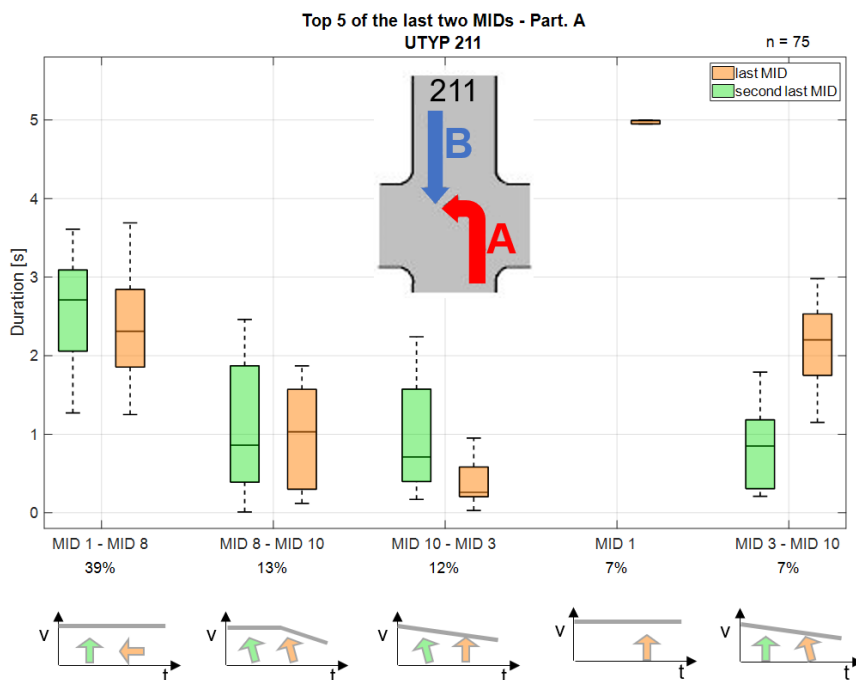 Top 5 of the last two MIDs - Part. A
UTYP 211
n = 75
last MID
second last MID
211
B
A
Duration [s]
5
4
3
2
1
0
MID 1 - MID 8
MID 8 - MID 10
MID 10 - MID 3
MID 1
MID 3 - MID 10
39%
13%
12%
7%
7%
v
t
v
t
v
t
v
t
v
t